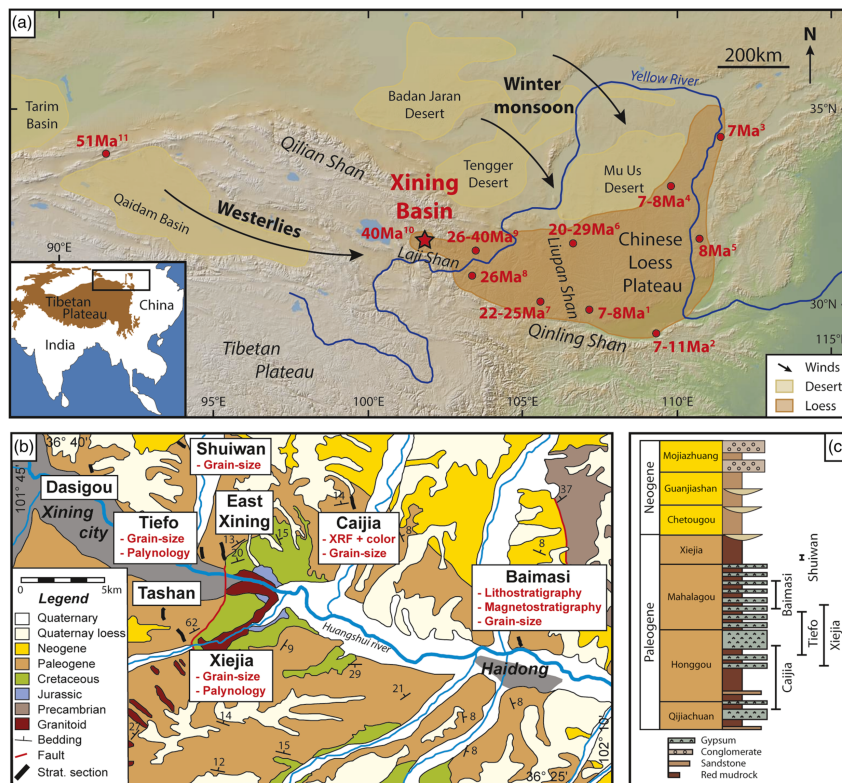 (a)
N
200km
Yellow River
35°N
Winter
monsoon
Badan Jaran
Desert
Tarim
Basin
7Ma³
51Ma¹¹
Qilian Shan
Tengger
Desert
Mu Us
Desert
Xining
Basin
7-8Ma⁴
Qaidam Basin
Westerlies
40Ma¹⁰
26-40Ma⁹
20-29Ma⁶
Chinese
Loess
Plateau
8Ma⁵
90°E
Laji Shan
Liupan Shan
26Ma⁸
22-25Ma⁷
7-8Ma¹
30°N
Qinling Shan
7-11Ma²
115°E
Tibetan
Plateau
China
India
Tibetan
Plateau
Winds
Desert
Loess
95°E
100°E
105°E
110°E
(b)
36° 40'
101° 45'
Shuiwan
- Grain-size
Dasigou
Xining
city
East
Xining
14
37
Tiefo
- Grain-size
- Palynology
13
20
15
Caijia
- XRF + color
- Grain-size
8
8
Baimasi
- Lithostratigraphy
- Magnetostratigraphy
- Grain-size
0
5km
Legend
Quaternary
Quaternay loess
Neogene
Paleogene
Cretaceous
Jurassic
Precambrian
Granitoid
Bedding
Fault
Strat. section
Tashan
62
Huangshui river
Xiejia
- Grain-size
- Palynology
9
29
Haidong
21
27
14
8
8
15
12
102° 10'
36° 25'
(c)
Neogene
Mojiazhuang
Guanjiashan
Chetougou
Paleogene
Xiejia
Mahalagou
Honggou
Qijiachuan
Shuiwan
Baimasi
Tiefo
Xiejia
Caijia
Gypsum
Conglomerate
Sandstone
Red mudrock